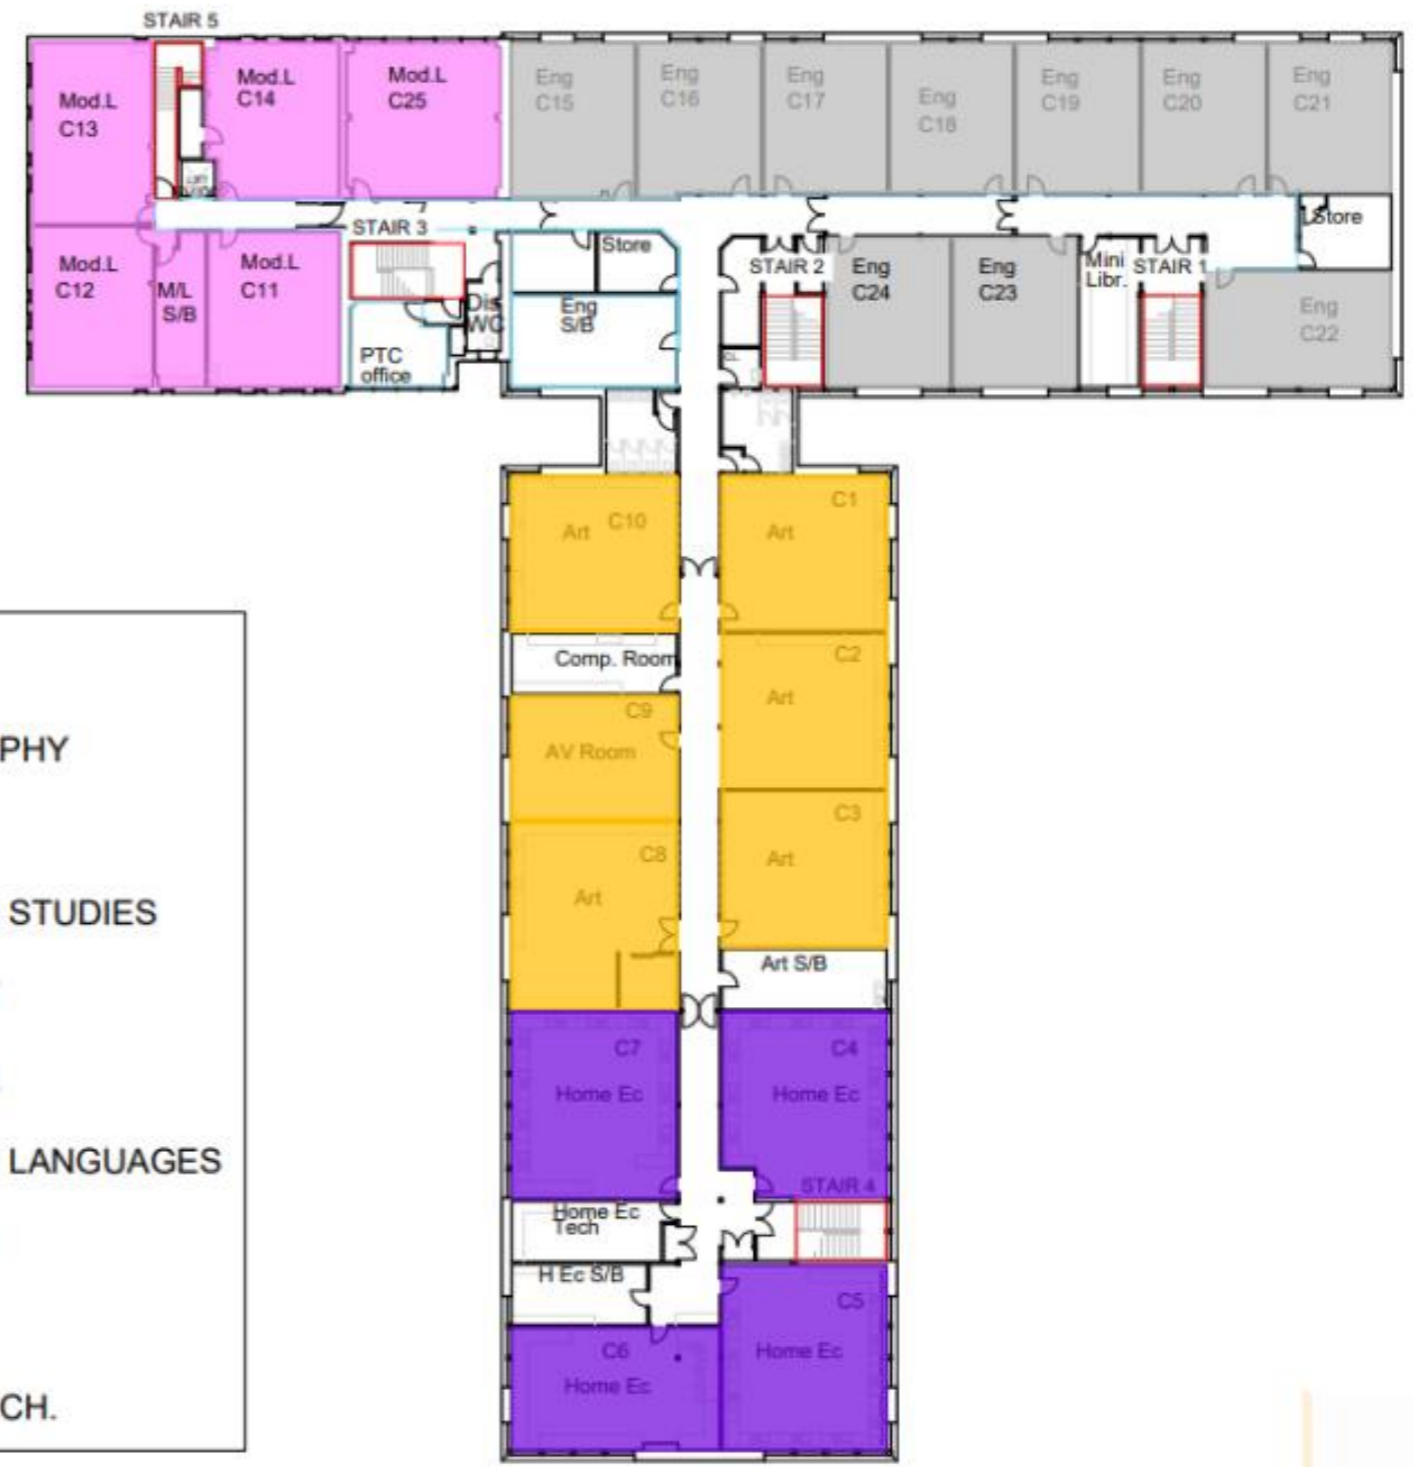 STAIR 5
Mod.L
C13
Mod.L
C14
Mod.L
C25
Eng
C15
Eng
C16
Eng
C17
Eng
C18
Eng
C19
Eng
C20
Eng
C21
STAIR 3
Store
STAIR 2
Eng
C24
Eng
C23
Mini
Libr.
STAIR 1
Store
Mod.L
C12
M/L
S/B
Mod.L
C11
Dis
WC
Eng
S/B
Eng
C22
PTC
office
C10
Art
C1
Art
Comp. Room
C2
Art
C9
AV Room
C3
Art
C8
Art
Art S/B
C7
Home Ec
C4
Home Ec
STAIR 4
Home Ec
Tech
H Ec S/B
C5
Home Ec
C6
Home Ec
PHY
STUDIES
LANGUAGES
CH.